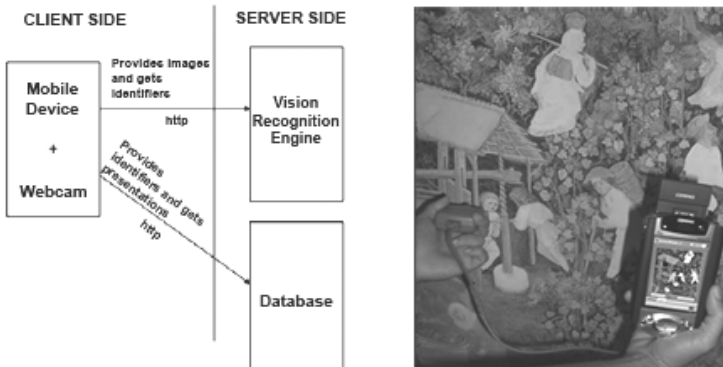 CLIENT SIDE
SERVER SIDE
Mobile
Device
+
Webcam
Provides images
and gets
identifiers
http
Vision
Recognition
Engine
Provides
identifiers and gets
presentations
http
Database